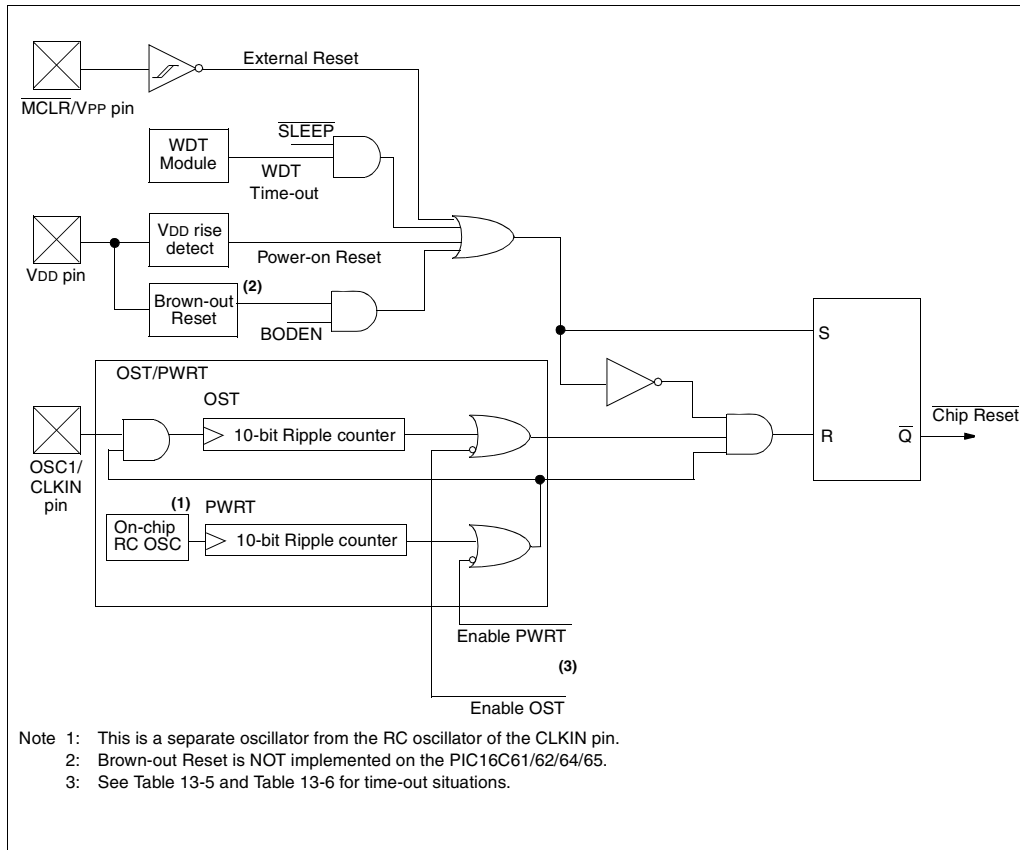 External Reset
MCLR/VPP pin
SLEEP
WDT
Module
WDT
Time-out
VDD rise
detect
VDD pin
Power-on Reset
(2)
Brown-out
Reset
BODEN
S
OST/PWRT
OST
Chip Reset
10-bit Ripple counter
R
Q
OSC1/
CLKIN
pin
(1)
PWRT
On-chip
RC OSC
10-bit Ripple counter
Enable PWRT
(3)
Enable OST
Note 1: This is a separate oscillator from the RC oscillator of the CLKIN pin.
2: Brown-out Reset is NOT implemented on the PIC16C61/62/64/65.
3: See Table 13-5 and Table 13-6 for time-out situations.